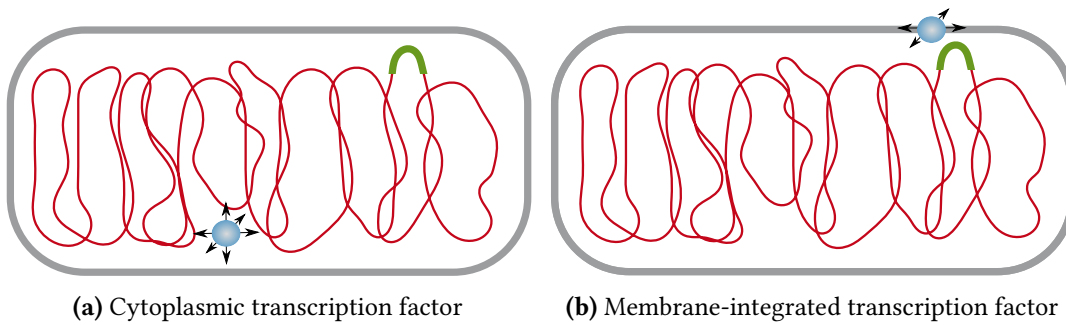 (a) Cytoplasmic transcription factor
(b) Membrane-integrated transcription factor